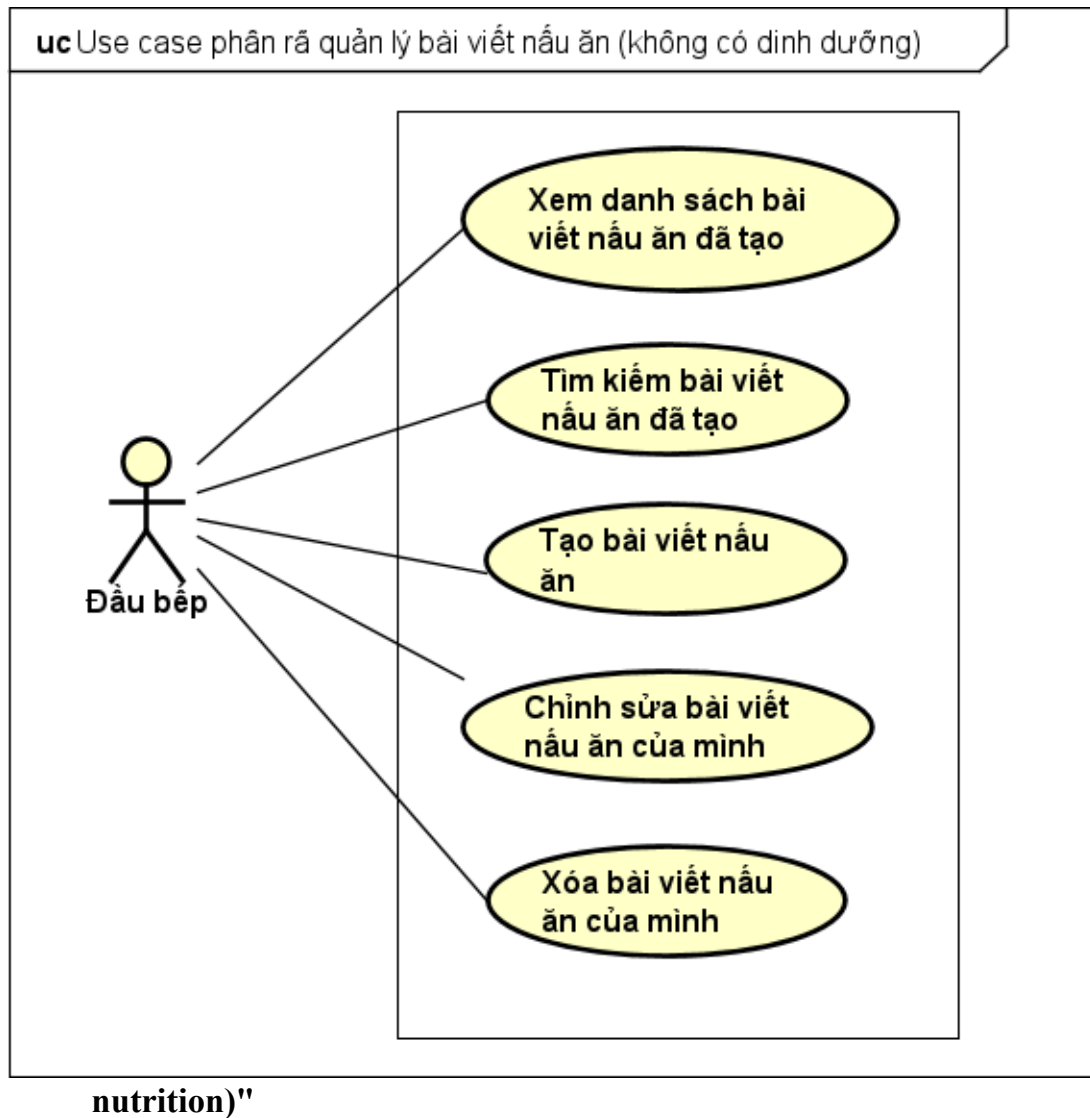 uc Use case phân rã quản lý bài viết nấu ăn (không có dinh dưỡng)
Xem danh sách bài
viết nấu ăn đã tạo
Tìm kiếm bài viết
nấu ăn đã tạo
Tạo bài viết nấu
ăn
Đầu bếp
Chỉnh sửa bài viết
nấu ăn của mình
Xóa bài viết nấu
ăn của mình
nutrition)"